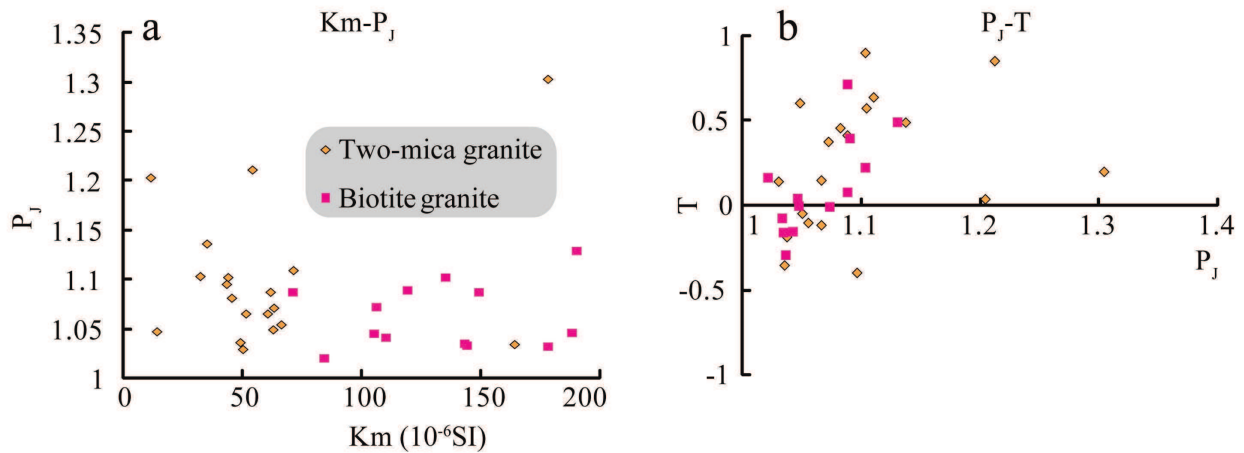 a
Km-PJ
1.35
1.3
1.25
1.2
1.15
1.1
1.05
1
PJ
Two-mica granite
Biotite granite
0
50
100
150
200
Km (10⁻⁶SI)
b
PJ-T
1
0.5
0
-0.5
-1
T
1
1.1
1.2
1.3
1.4
PJ